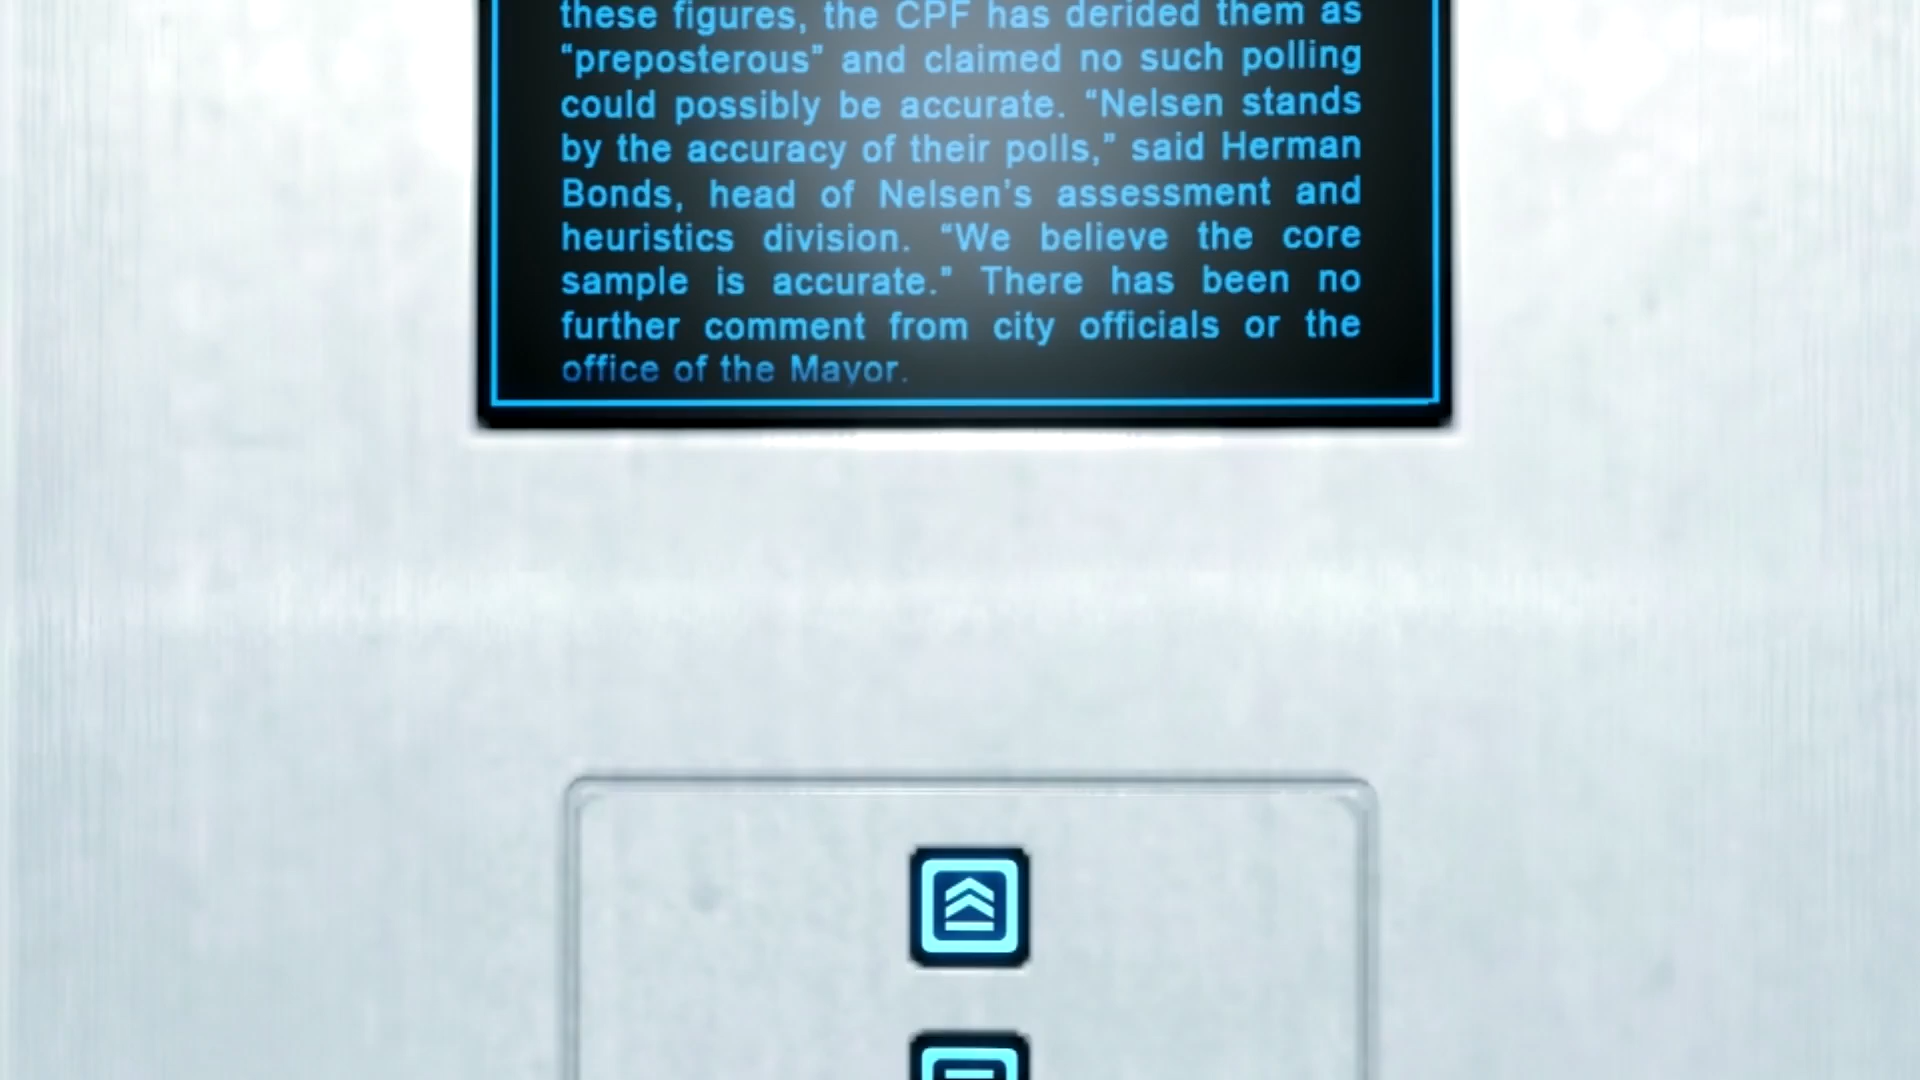 these figures, the CPF has derided them as
“preposterous” and claimed no such polling
could possibly be accurate. “Nelsen stands
by the accuracy of their polls,” said Herman
Bonds, head of Nelsen’s assessment and
heuristics division. “We believe the core
sample is accurate.” There has been no
further comment from city officials or the
office of the Mayor.